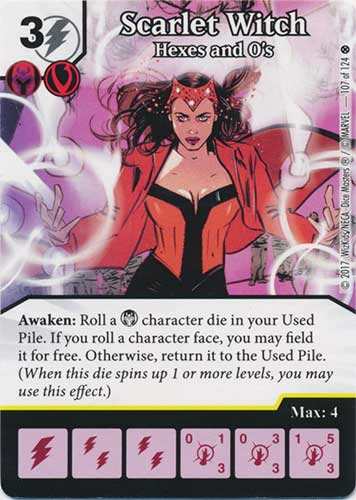 3
Scarlet Witch
Hexes and O's
© 2017 WizKids/NECA. Dice Masters ® / © MARVEL — 107 of 124
Awaken: Roll a character die in your Used
Pile. If you roll a character face, you may field
it for free. Otherwise, return it to the Used Pile.
(When this die spins up 1 or more levels, you may
use this effect.)
Max: 4
0 1 3
0 3 3
1 5 3